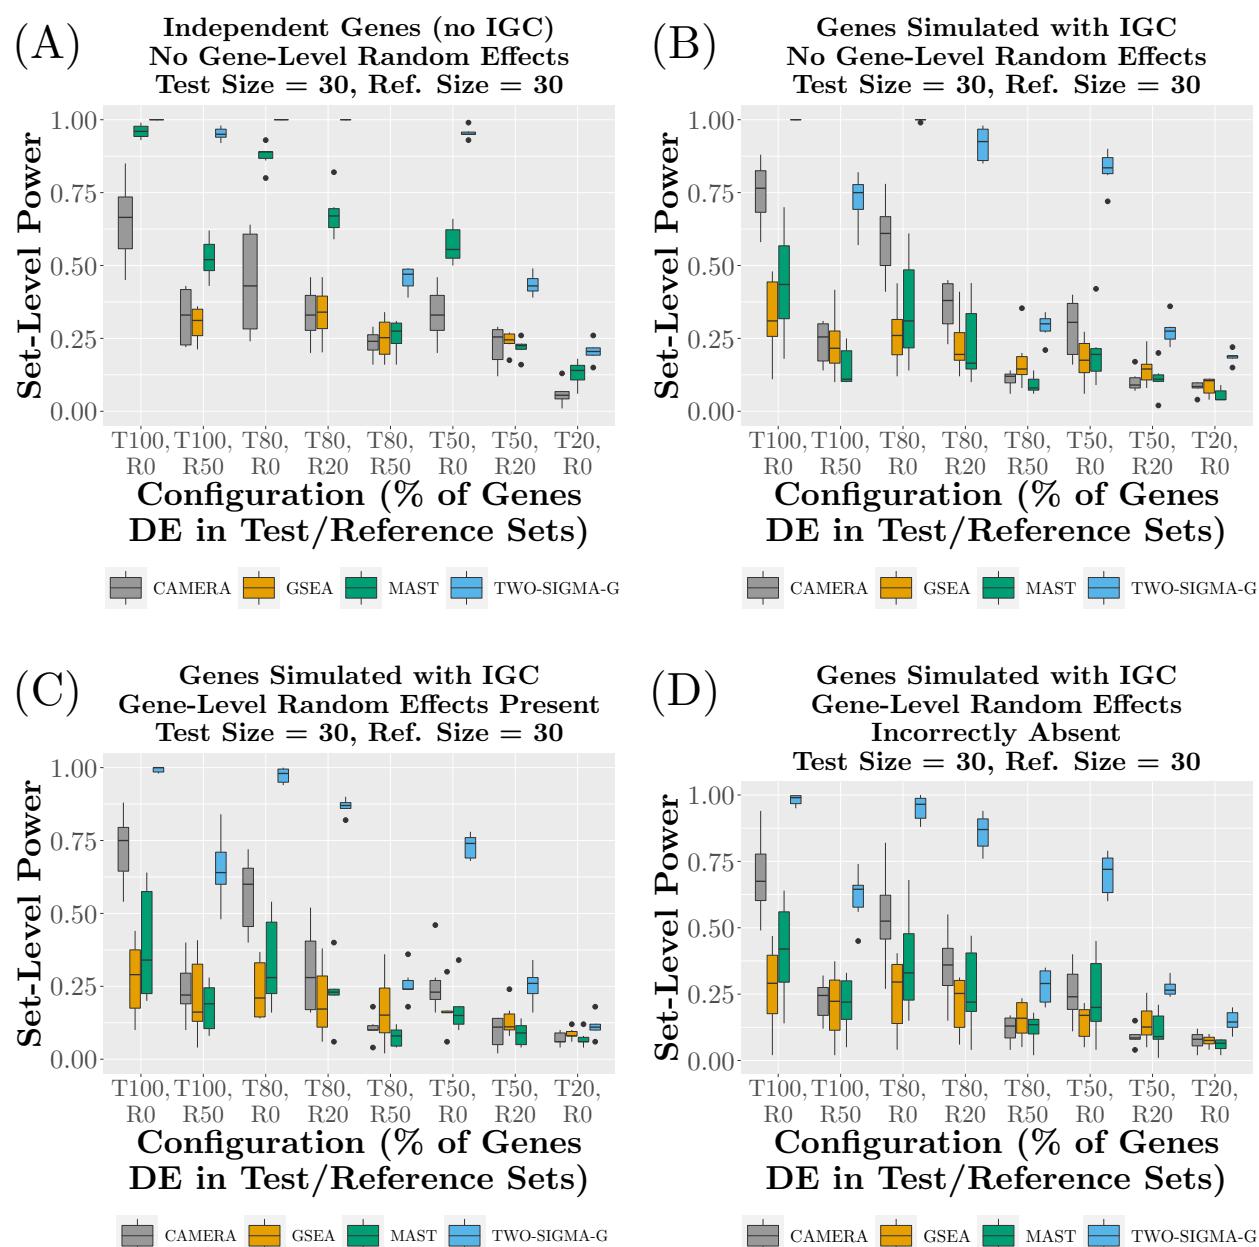 (A)
Independent Genes (no IGC)
No Gene-Level Random Effects
Test Size = 30, Ref. Size = 30
Set-Level Power
1.00
0.75
0.50
0.25
0.00
T100, T100, T80, T80, T80, T50, T50, T20,
R0 R50 R0 R20 R50 R0 R20 R0
Configuration (% of Genes
DE in Test/Reference Sets)
CAMERA GSEA MAST TWO-SIGMA-G
(B)
Genes Simulated with IGC
No Gene-Level Random Effects
Test Size = 30, Ref. Size = 30
Set-Level Power
1.00
0.75
0.50
0.25
0.00
T100, T100, T80, T80, T80, T50, T50, T20,
R0 R50 R0 R20 R50 R0 R20 R0
Configuration (% of Genes
DE in Test/Reference Sets)
CAMERA GSEA MAST TWO-SIGMA-G
(C)
Genes Simulated with IGC
Gene-Level Random Effects Present
Test Size = 30, Ref. Size = 30
Set-Level Power
1.00
0.75
0.50
0.25
0.00
T100, T100, T80, T80, T80, T50, T50, T20,
R0 R50 R0 R20 R50 R0 R20 R0
Configuration (% of Genes
DE in Test/Reference Sets)
CAMERA GSEA MAST TWO-SIGMA-G
(D)
Genes Simulated with IGC
Gene-Level Random Effects
Incorrectly Absent
Test Size = 30, Ref. Size = 30
Set-Level Power
1.00
0.75
0.50
0.25
0.00
T100, T100, T80, T80, T80, T50, T50, T20,
R0 R50 R0 R20 R50 R0 R20 R0
Configuration (% of Genes
DE in Test/Reference Sets)
CAMERA GSEA MAST TWO-SIGMA-G